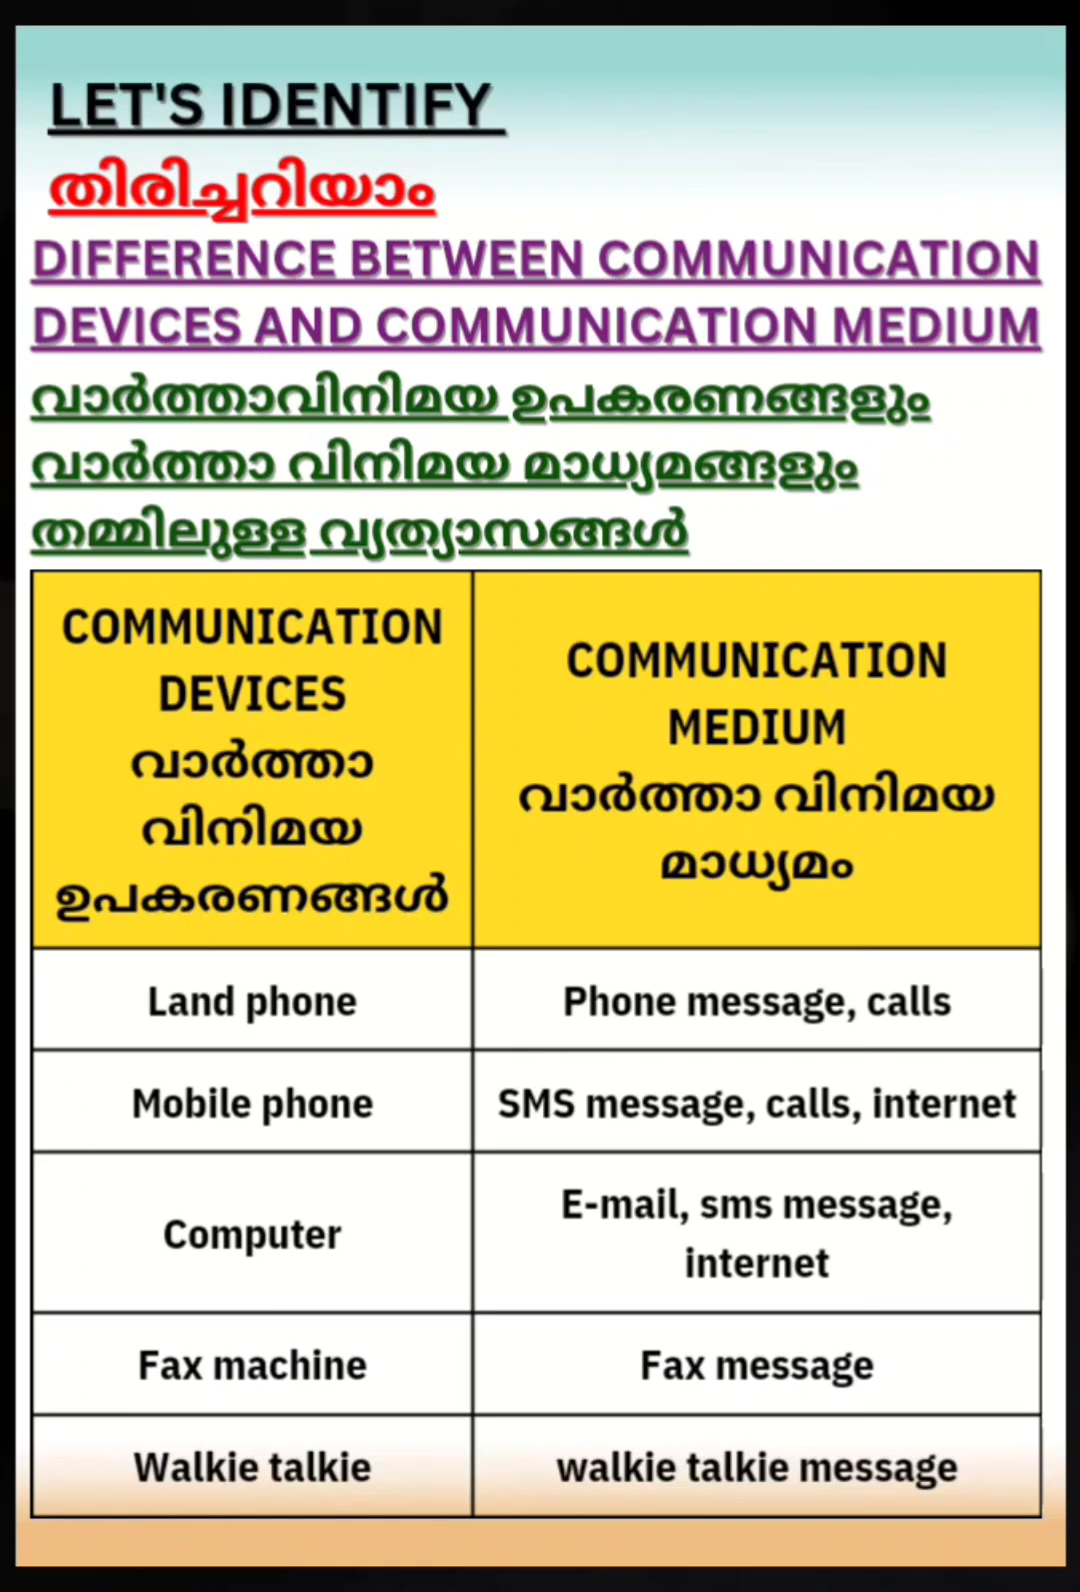 LET'S IDENTIFY
തിരിച്ചറിയാം
DIFFERENCE BETWEEN COMMUNICATION
DEVICES AND COMMUNICATION MEDIUM
വാർത്താവിനിമയ ഉപകരണങ്ങളും
വാർത്താ വിനിമയ മാധ്യമങ്ങളും
തമ്മിലുള്ള വ്യത്യാസങ്ങൾ
COMMUNICATION
DEVICES
വാർത്താ
വിനിമയ
ഉപകരണങ്ങൾ
COMMUNICATION
MEDIUM
വാർത്താ വിനിമയ
മാധ്യമം
Land phone
Phone message, calls
Mobile phone
SMS message, calls, internet
Computer
E-mail, sms message,
internet
Fax machine
Fax message
Walkie talkie
walkie talkie message